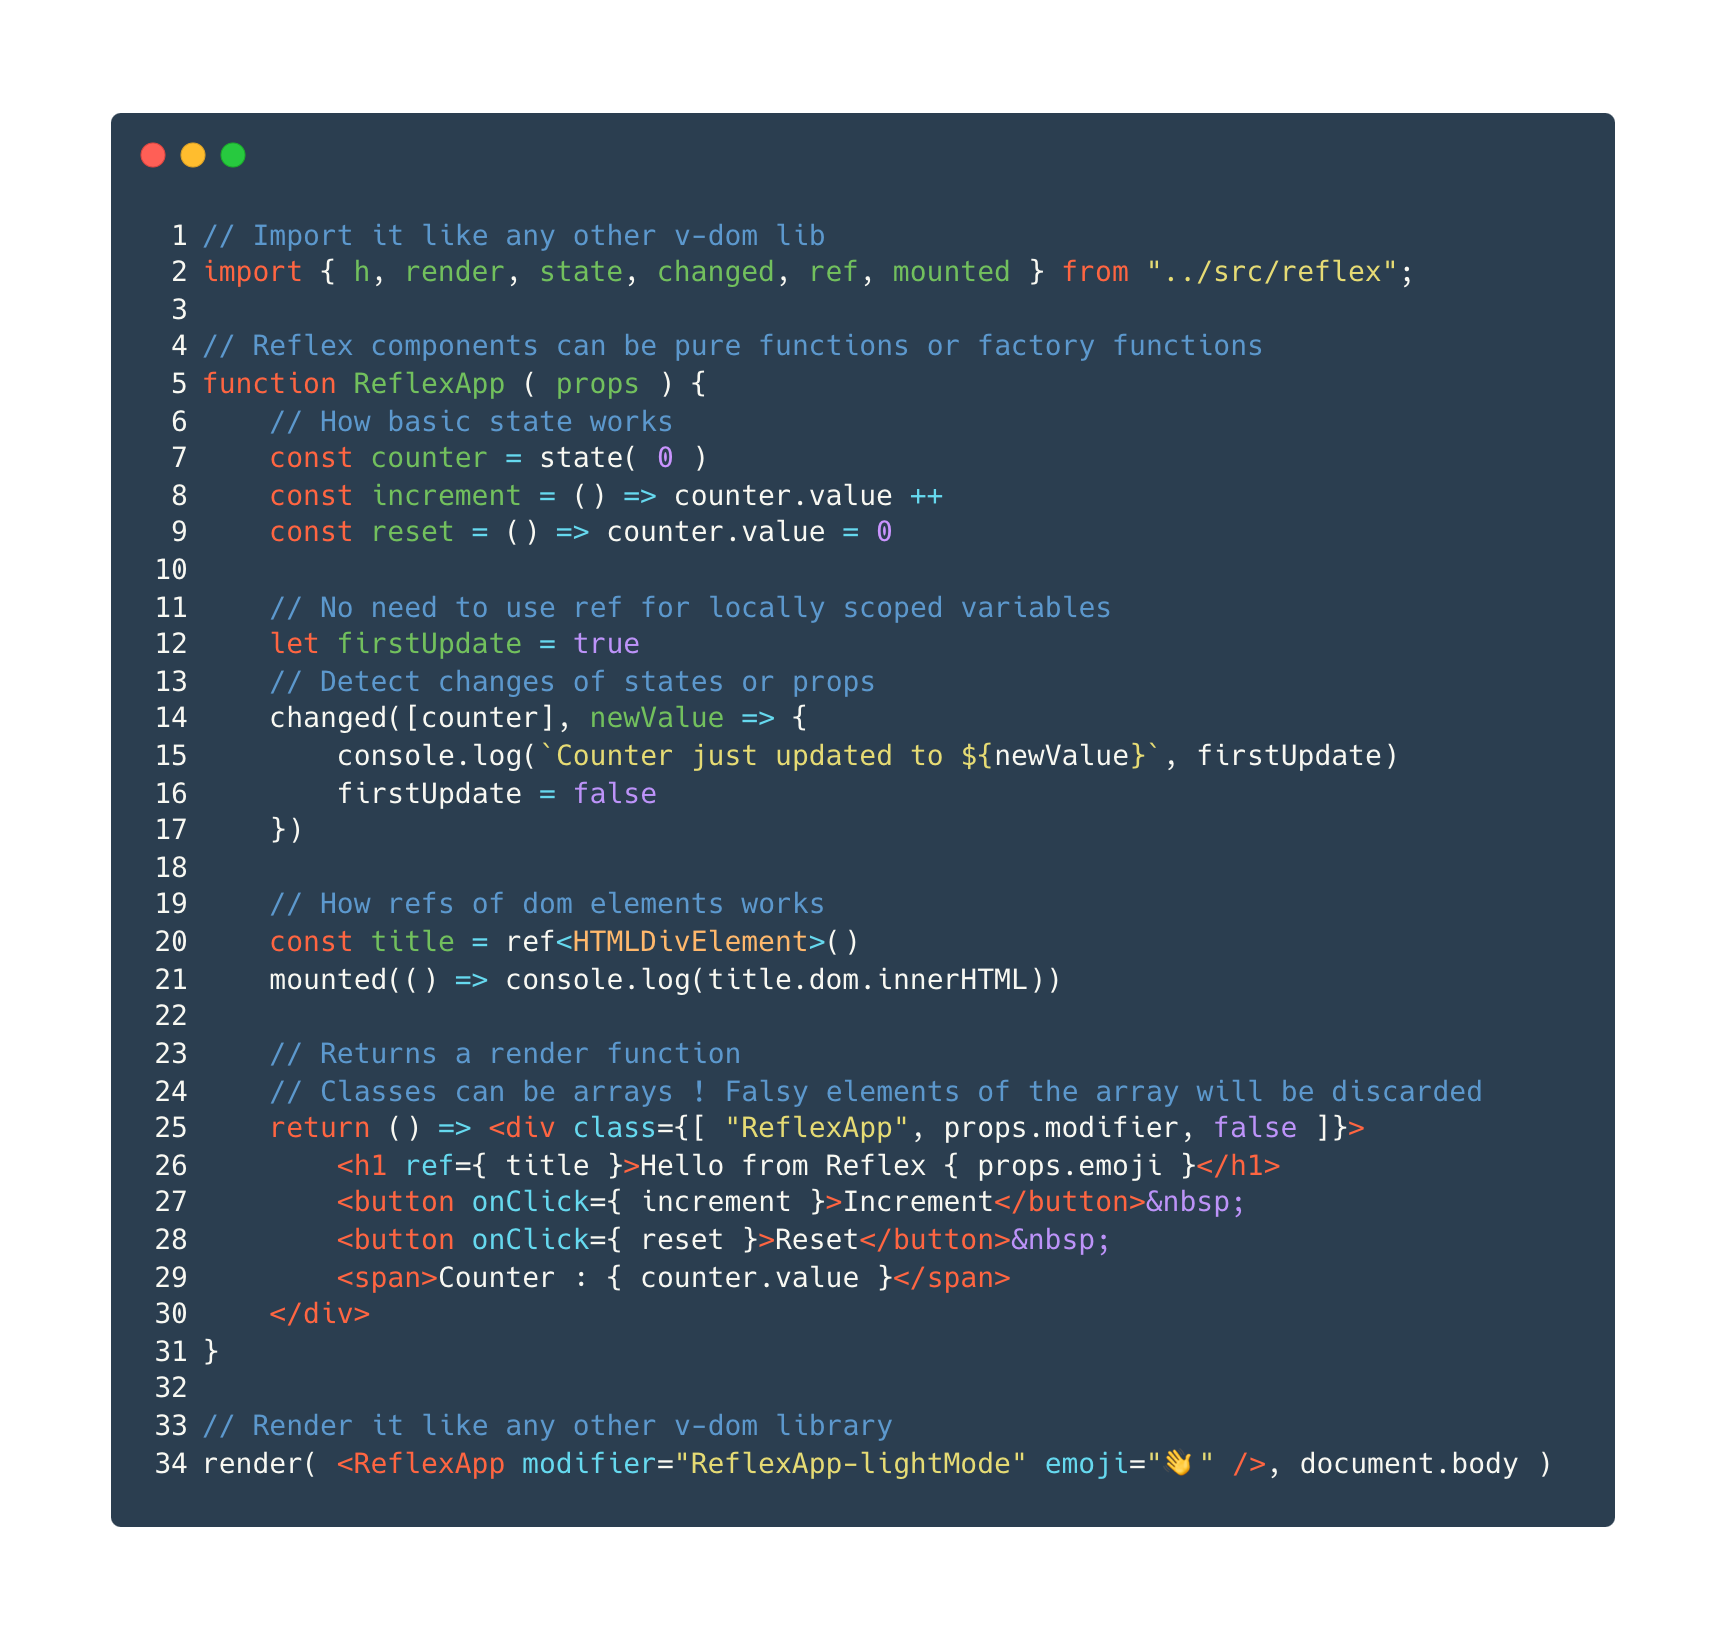 1 // Import it like any other v-dom lib
2 import { h, render, state, changed, ref, mounted } from "../src/reflex";
3
4 // Reflex components can be pure functions or factory functions
5 function ReflexApp ( props ) {
6     // How basic state works
7     const counter = state( 0 )
8     const increment = () => counter.value ++
9     const reset = () => counter.value = 0
10
11     // No need to use ref for locally scoped variables
12     let firstUpdate = true
13     // Detect changes of states or props
14     changed([counter], newValue => {
15         console.log(`Counter just updated to ${newValue}`, firstUpdate)
16         firstUpdate = false
17     })
18
19     // How refs of dom elements works
20     const title = ref<HTMLDivElement>()
21     mounted(() => console.log(title.dom.innerHTML))
22
23     // Returns a render function
24     // Classes can be arrays ! Falsy elements of the array will be discarded
25     return () => <div class={[ "ReflexApp", props.modifier, false ]}>
26         <h1 ref={ title }>Hello from Reflex { props.emoji }</h1>
27         <button onClick={ increment }>Increment</button>&nbsp;
28         <button onClick={ reset }>Reset</button>&nbsp;
29         <span>Counter : { counter.value }</span>
30     </div>
31 }
32
33 // Render it like any other v-dom library
34 render( <ReflexApp modifier="ReflexApp-lightMode" emoji="👋" />, document.body )